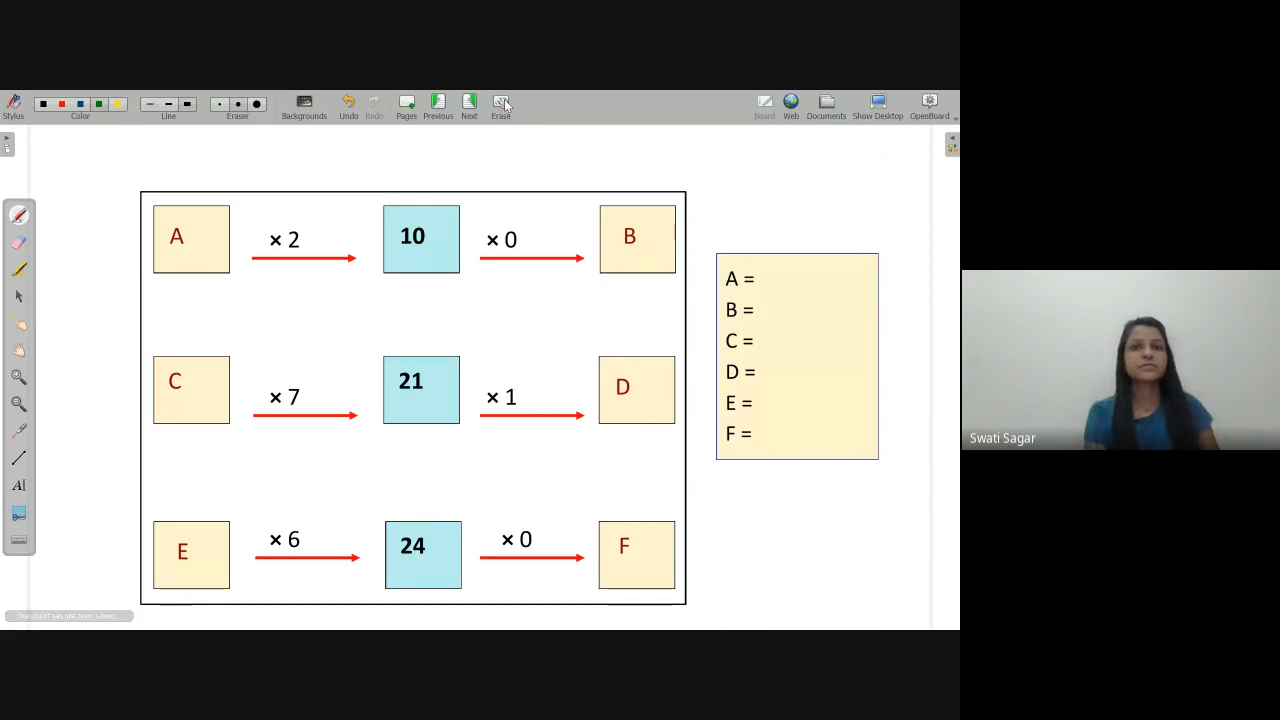 Stylus
Color
Line
Eraser
Backgrounds
Undo
Redo
Pages
Previous
Next
Erase
Board
Web
Documents
Show Desktop
OpenBoard
A × 2 10 × 0 B
C × 7 21 × 1 D
E × 6 24 × 0 F
A =
B =
C =
D =
E =
F =
Swati Sagar